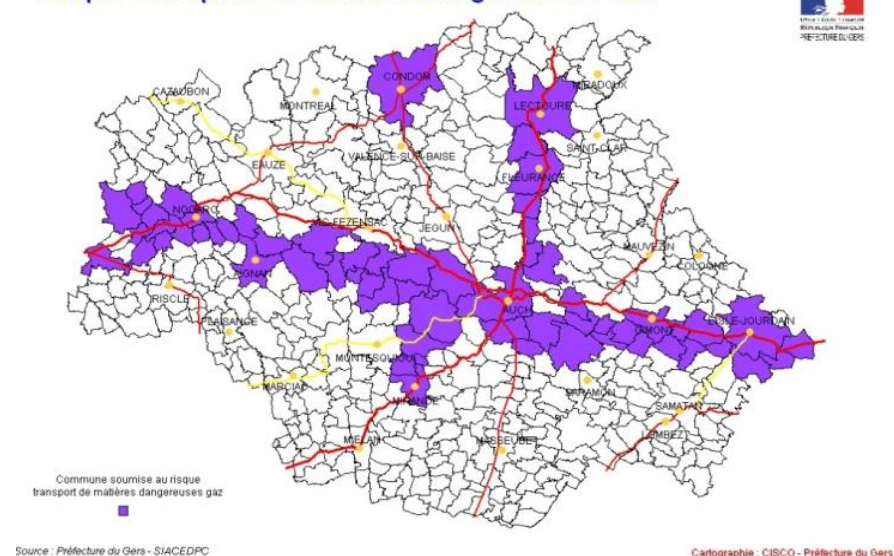 PREFECTURE DU GERS
CONDOM
MIRADOUX
CAZAUBON
MONTREAL
LECTOURE
SAINT-CLAR
VALENCE-SUR-BAISE
EAUZE
FLEURANCE
NOGARO
VIC-FEZENSAC
JEGUN
MAUVEZIN
COLOGNE
AIGNAN
RISCLE
AUCH
PLAISANCE
GIMONT
L'ISLE-JOURDAIN
MONTESQUIOU
MARCIAC
MIRANDE
SARAMON
SAMATAN
LOMBEZ
MIELAN
MASSEUBE
Commune soumise au risque
transport de matières dangereuses gaz
Source : Préfecture du Gers - SIACEDPC
Cartographie : CISCO - Préfecture du Gers